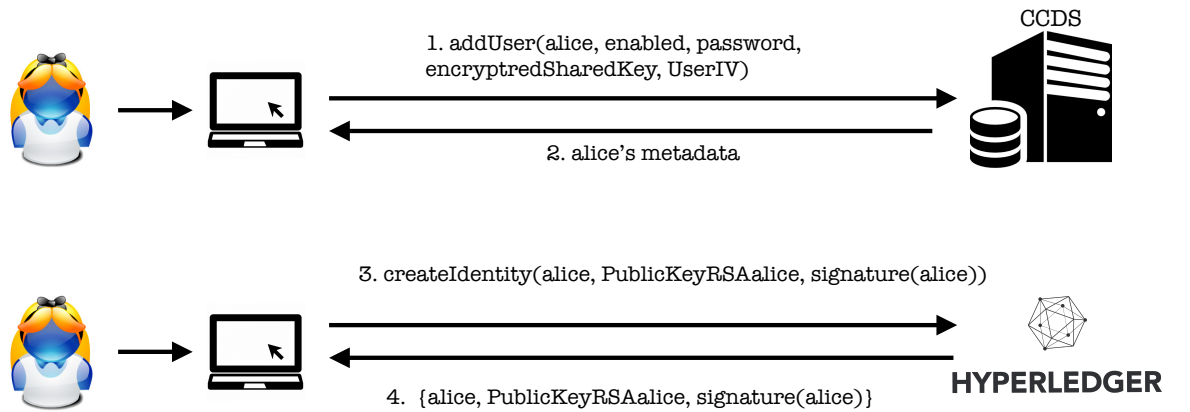 CCDS
1. addUser(alice, enabled, password,
encryptredSharedKey, UserIV)
2. alice's metadata
3. createIdentity(alice, PublicKeyRSAalice, signature(alice))
HYPERLEDGER
4. {alice, PublicKeyRSAalice, signature(alice)}